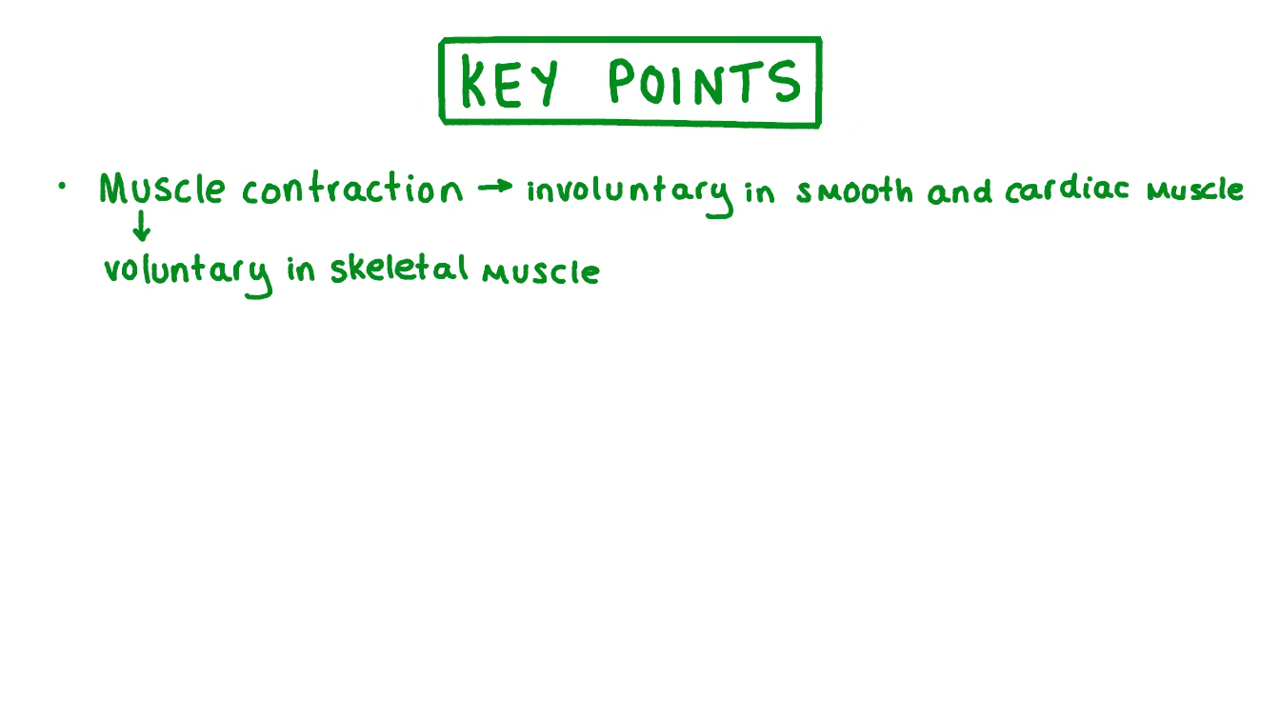 KEY POINTS
• Muscle contraction → involuntary in smooth and cardiac muscle
↓
voluntary in skeletal muscle